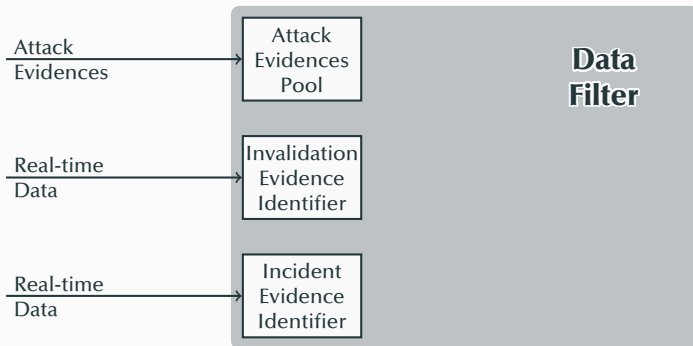 Attack
Evidences
Attack
Evidences
Pool
Data
Filter
Real-time
Data
Invalidation
Evidence
Identifier
Real-time
Data
Incident
Evidence
Identifier